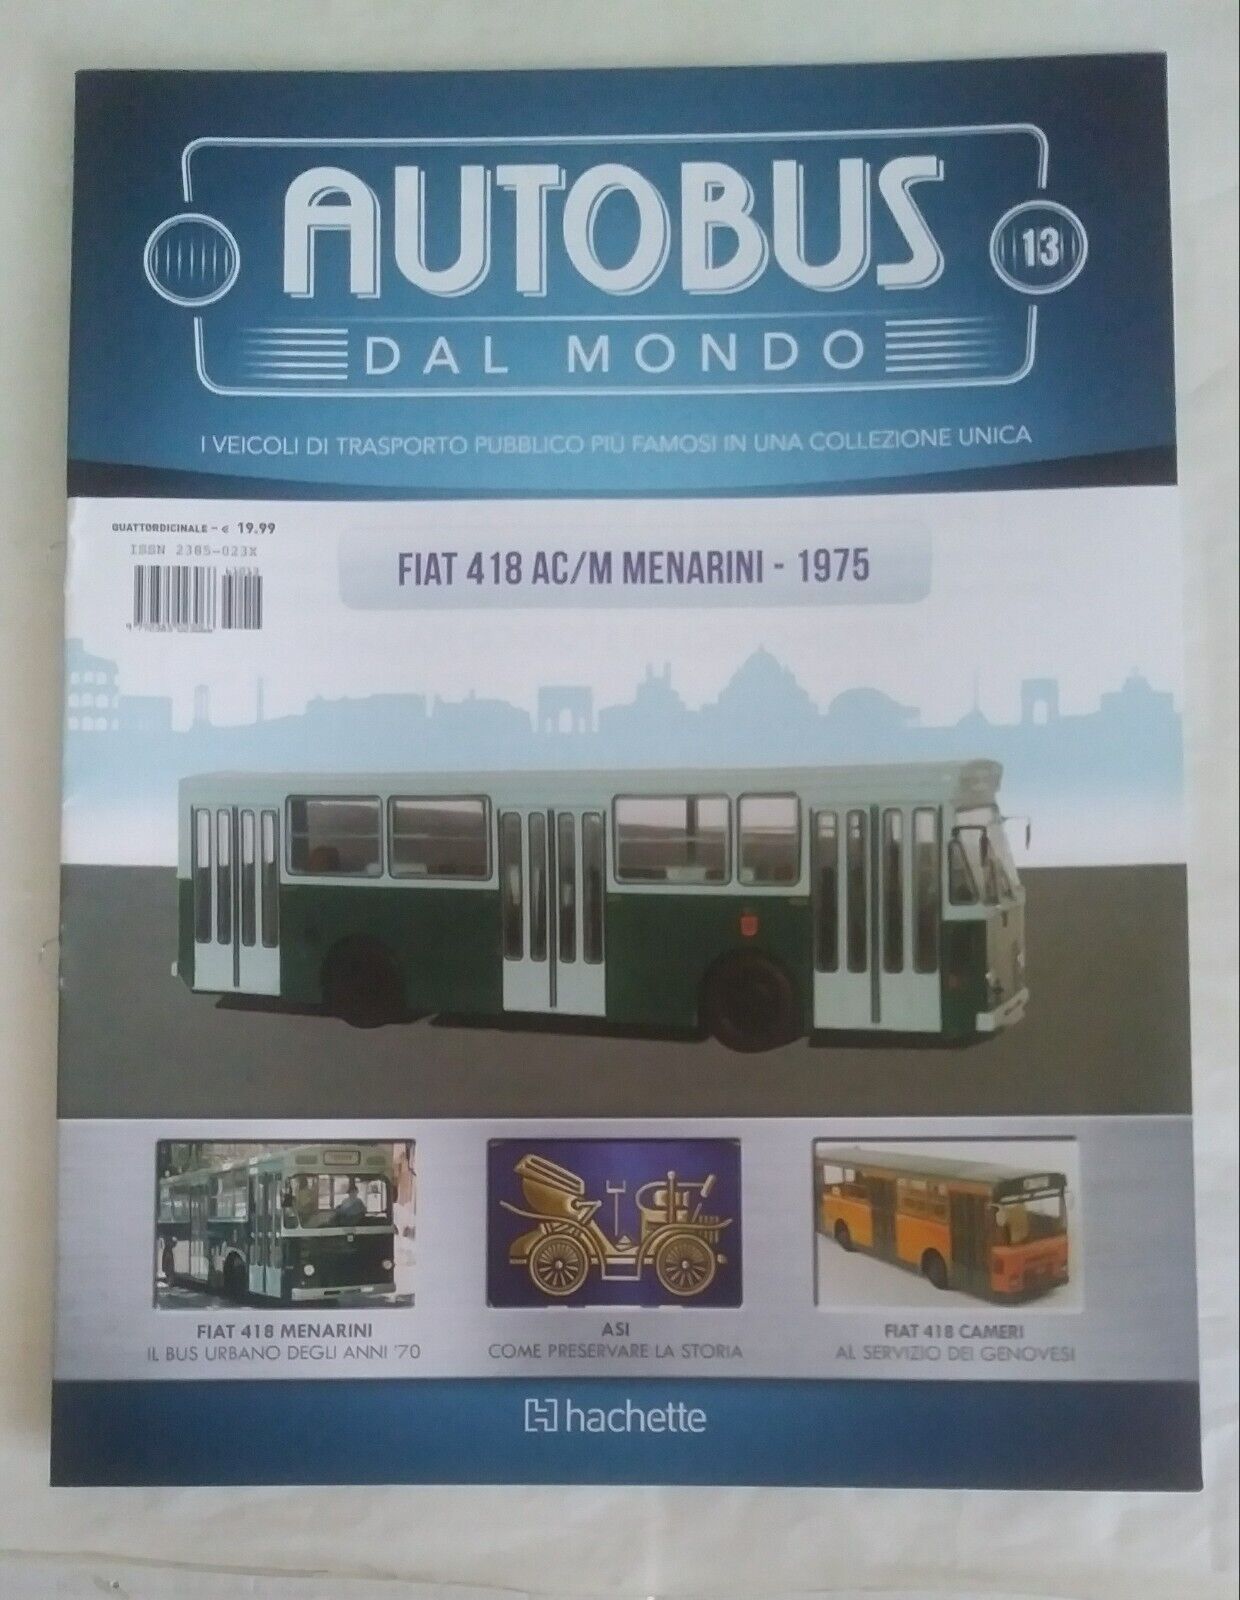 AUTOBUS
13
DAL MONDO
I VEICOLI DI TRASPORTO PUBBLICO PIÙ FAMOSI IN UNA COLLEZIONE UNICA
QUATTORDICINALE - € 19.99
ISSN 2385-023X
FIAT 418 AC/M MENARINI - 1975
FIAT 418 MENARINI
IL BUS URBANO DEGLI ANNI '70
ASI
COME PRESERVARE LA STORIA
FIAT 418 CAMERI
AL SERVIZIO DEI GENOVESI
hachette